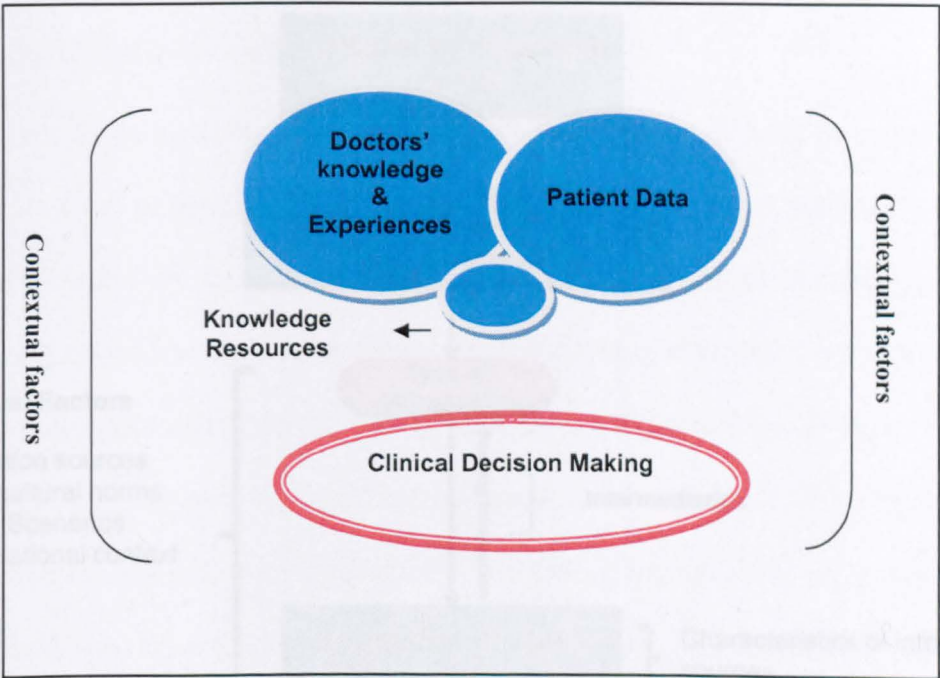 Doctors'
knowledge
&
Experiences
Patient Data
Knowledge
Resources
Clinical Decision Making
Contextual factors
Contextual factors